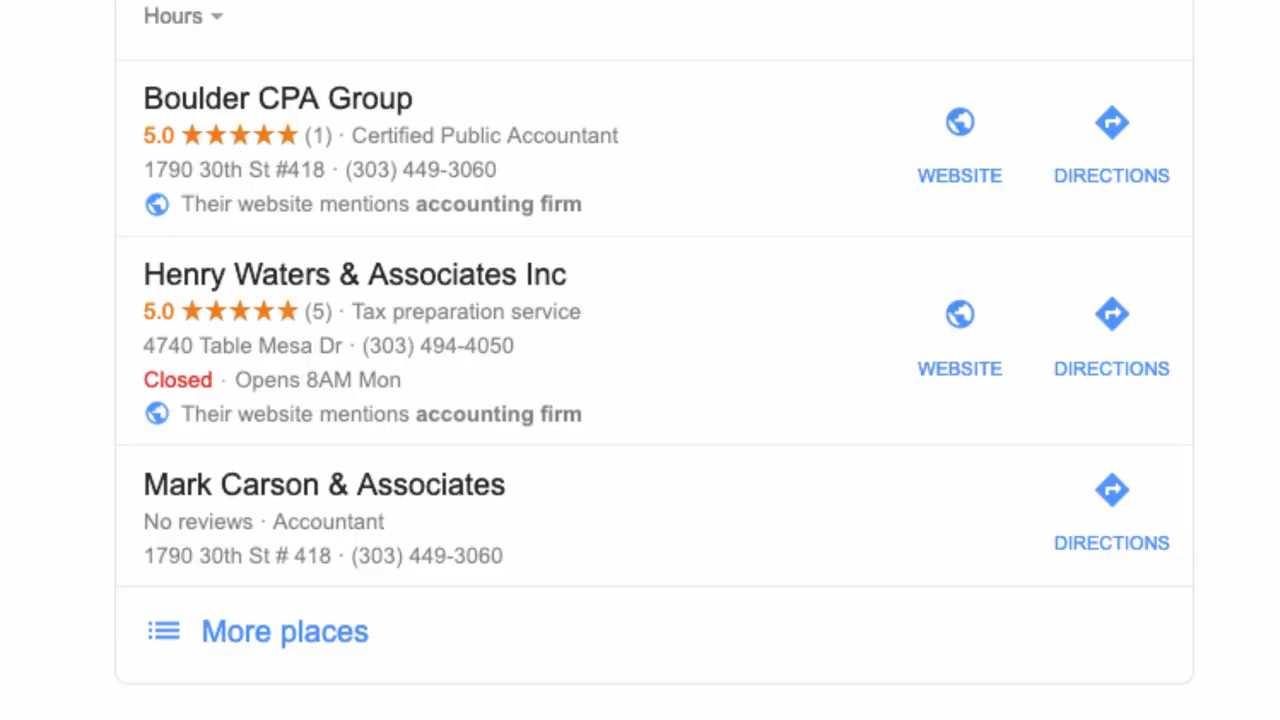 Hours
Boulder CPA Group
5.0 ★★★★★ (1) · Certified Public Accountant
1790 30th St #418 · (303) 449-3060
Their website mentions accounting firm
WEBSITE
DIRECTIONS
Henry Waters & Associates Inc
5.0 ★★★★★ (5) · Tax preparation service
4740 Table Mesa Dr · (303) 494-4050
Closed · Opens 8AM Mon
Their website mentions accounting firm
WEBSITE
DIRECTIONS
Mark Carson & Associates
No reviews · Accountant
1790 30th St # 418 · (303) 449-3060
DIRECTIONS
More places